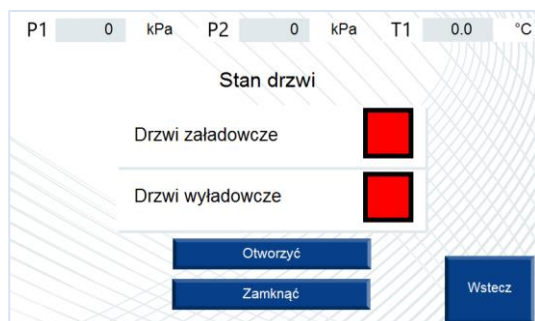 P1 0 kPa P2 0 kPa T1 0.0 °C
Stan drzwi
Drzwi załadowcze
Drzwi wyładowcze
Otworzyć
Zamknąć
Wstecz